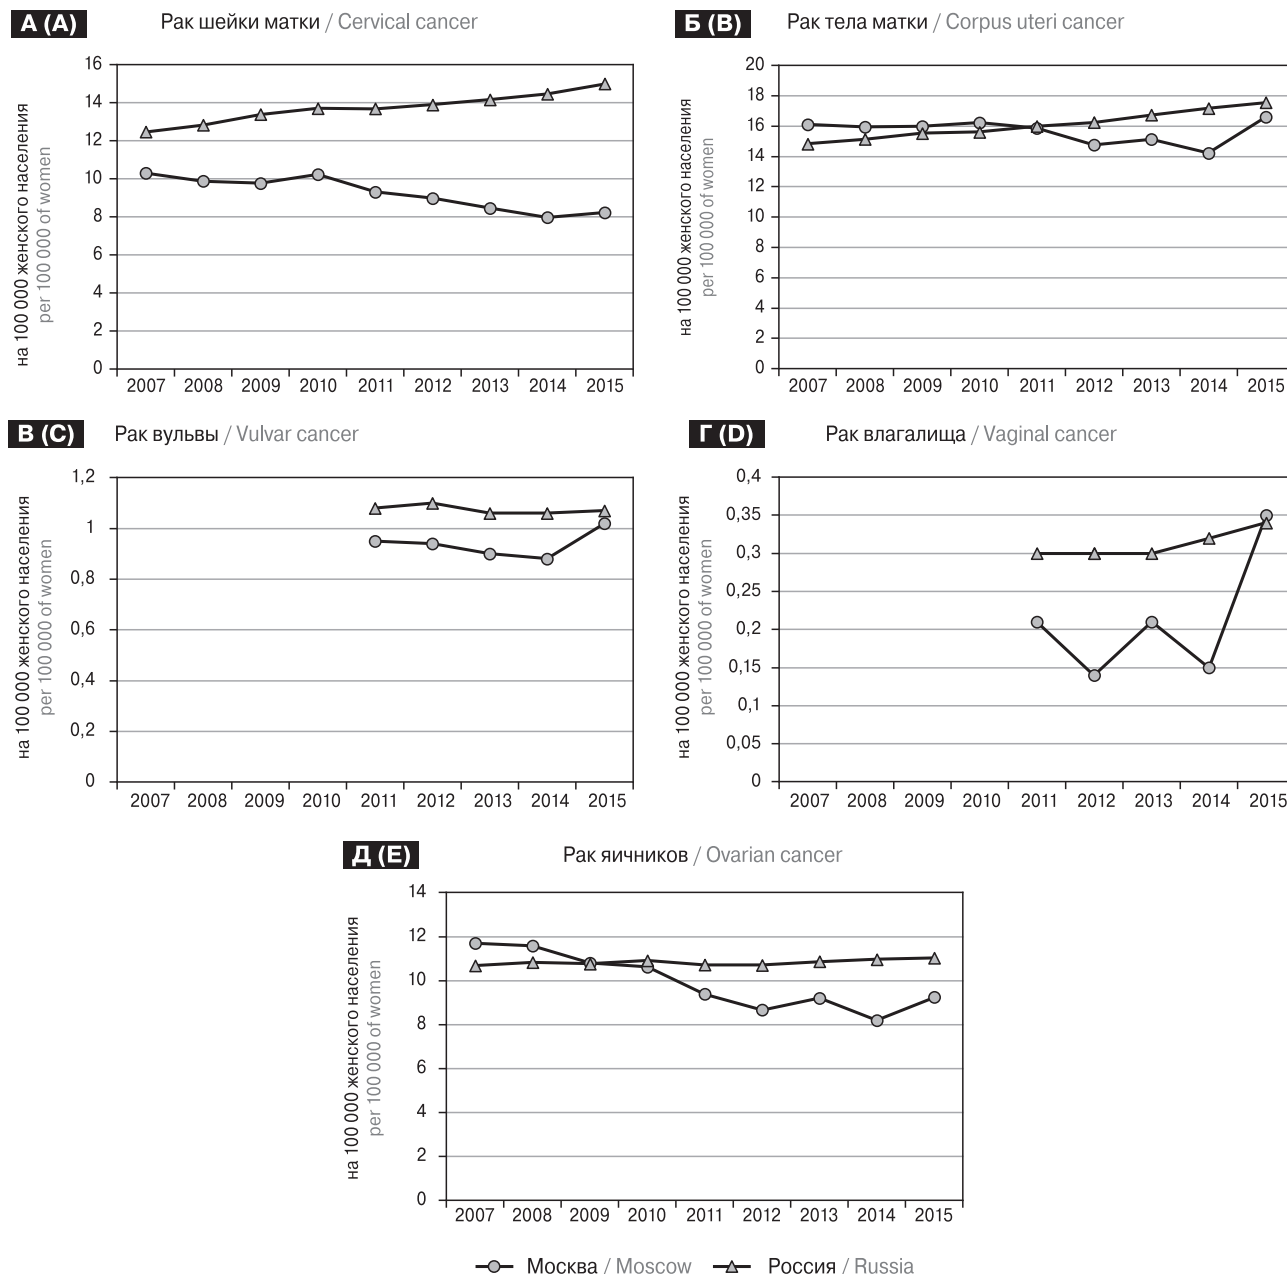 А (A) Рак шейки матки / Cervical cancer
на 100 000 женского населения
per 100 000 of women
16
14
12
10
8
6
4
2
0
2007 2008 2009 2010 2011 2012 2013 2014 2015
Б (B) Рак тела матки / Corpus uteri cancer
на 100 000 женского населения
per 100 000 of women
20
18
16
14
12
10
8
6
4
2
0
2007 2008 2009 2010 2011 2012 2013 2014 2015
В (C) Рак вульвы / Vulvar cancer
на 100 000 женского населения
per 100 000 of women
1,2
1
0,8
0,6
0,4
0,2
0
2007 2008 2009 2010 2011 2012 2013 2014 2015
Г (D) Рак влагалища / Vaginal cancer
на 100 000 женского населения
per 100 000 of women
0,4
0,35
0,3
0,25
0,2
0,15
0,1
0,05
0
2007 2008 2009 2010 2011 2012 2013 2014 2015
Д (E) Рак яичников / Ovarian cancer
на 100 000 женского населения
per 100 000 of women
14
12
10
8
6
4
2
0
2007 2008 2009 2010 2011 2012 2013 2014 2015
Москва / Moscow Россия / Russia